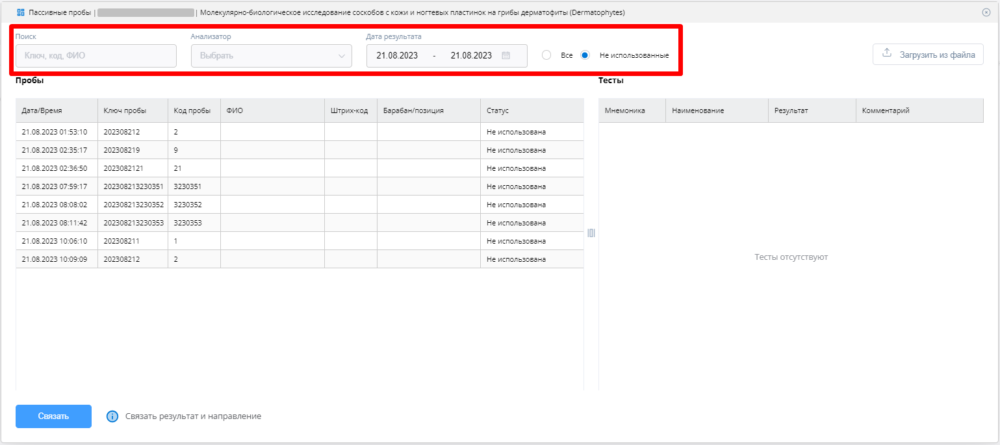 Пассивные пробы | | Молекулярно-биологическое исследование соскобов с кожи и ногтевых пластинок на грибы дерматофиты (Dermatophytes)
Поиск Анализатор Дата результата
Ключ, код, ФИО Выбрать 21.08.2023 - 21.08.2023 Все Не использованные Загрузить из файла
Пробы Тесты
Дата/Время Ключ пробы Код пробы ФИО Штрих-код Барабан/позиция Статус Мнемоника Наименование Результат Комментарий
21.08.2023 01:53:10 202308212 2 Не использована
21.08.2023 02:35:17 202308219 9 Не использована
21.08.2023 02:36:50 2023082121 21 Не использована
21.08.2023 07:59:17 202308213230351 3230351 Не использована
21.08.2023 08:08:02 202308213230352 3230352 Не использована
21.08.2023 08:11:42 202308213230353 3230353 Не использована
21.08.2023 10:06:10 202308211 1 Не использована
21.08.2023 10:09:09 202308212 2 Не использована
Тесты отсутствуют
Связать Связать результат и направление